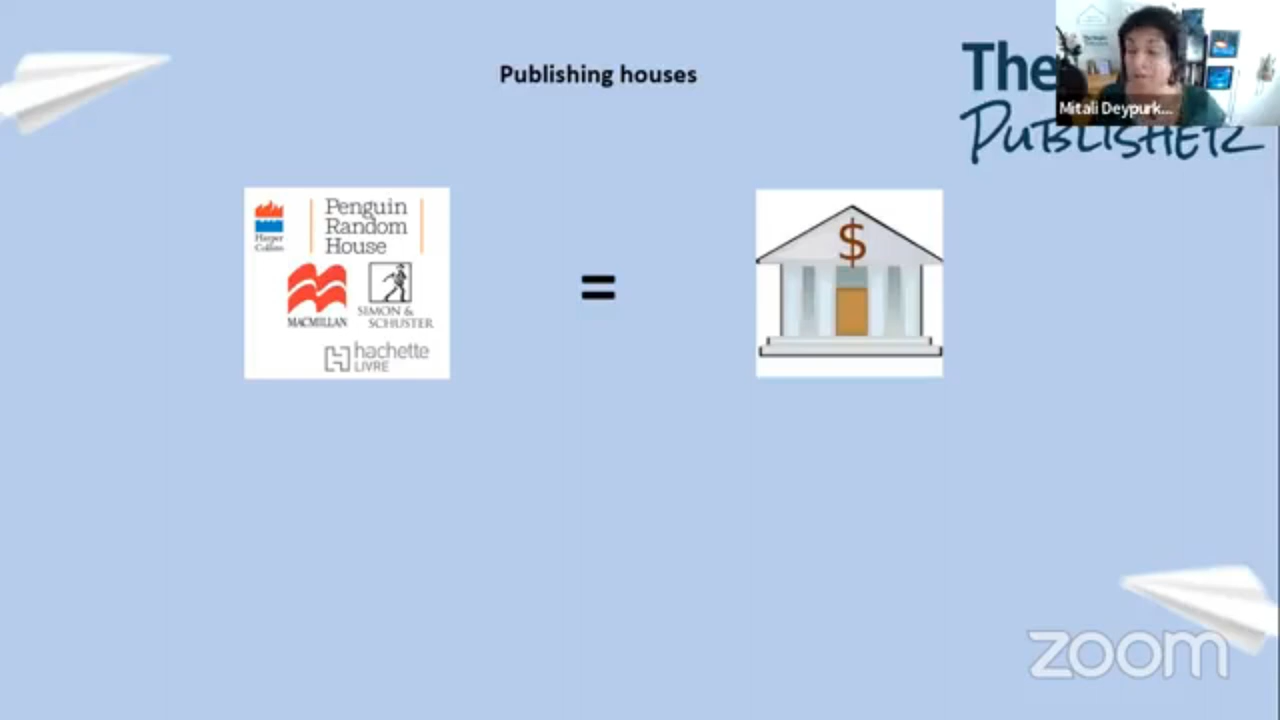 Publishing houses
The
PUBLISHER
Mitali Deypurk...
Harper
Collins
Penguin
Random
House
MACMILLAN
SIMON &
SCHUSTER
hachette
LIVRE
=
$
zoom